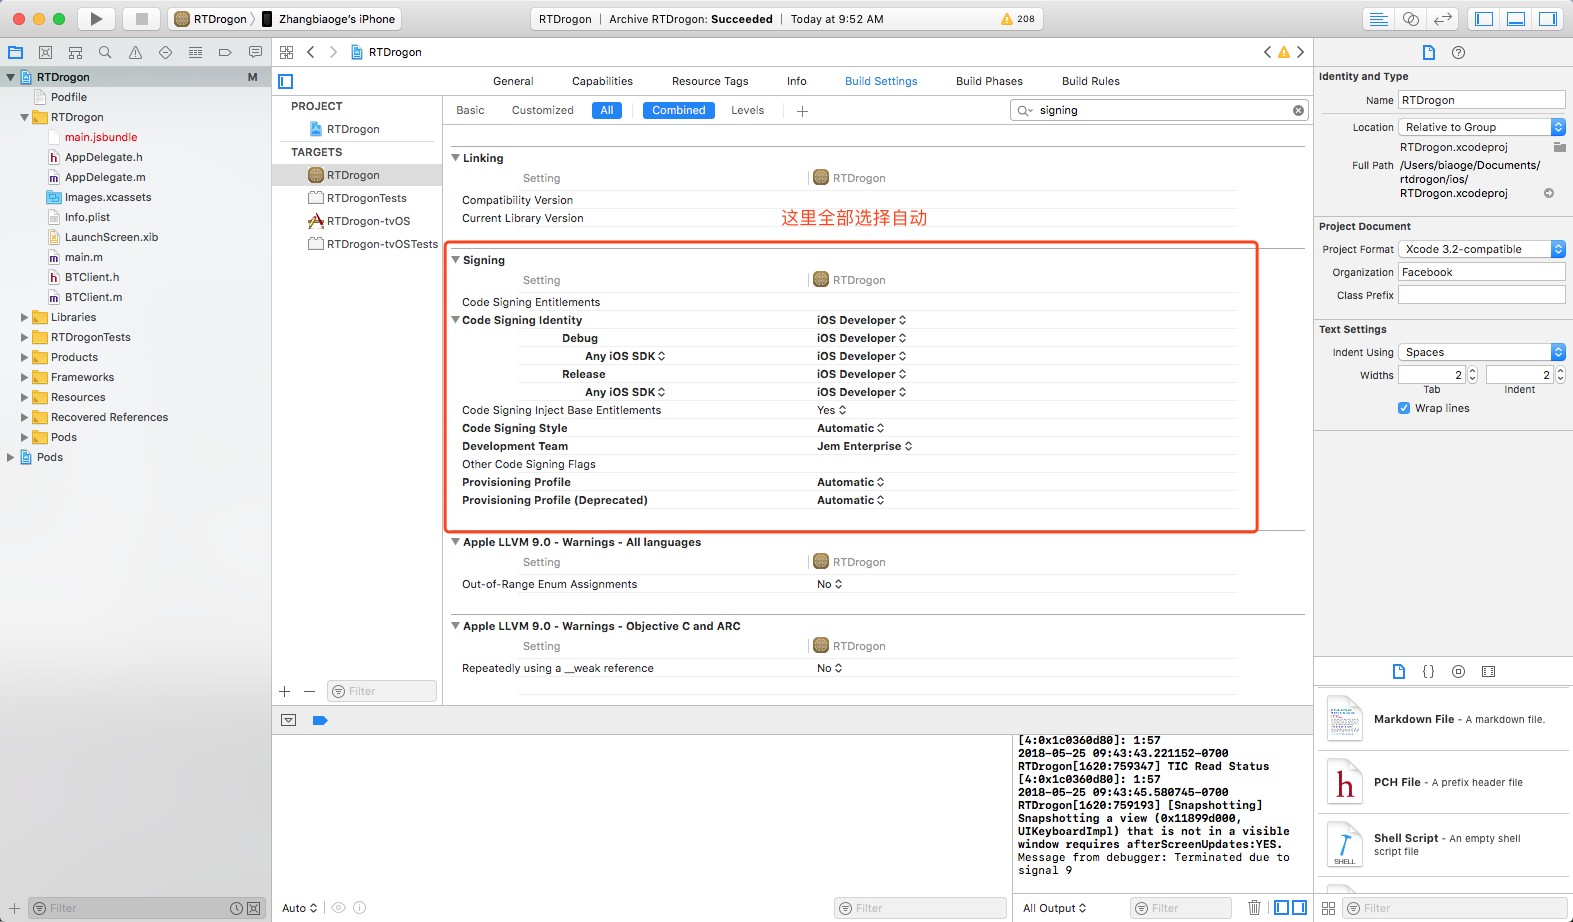 RTDrogon
Zhangbiaoge's iPhone
RTDrogon | Archive RTDrogon: Succeeded | Today at 9:52 AM
208
RTDrogon
RTDrogon M
Podfile
RTDrogon
main.jsbundle
AppDelegate.h
AppDelegate.m
Images.xcassets
Info.plist
LaunchScreen.xib
main.m
BTClient.h
BTClient.m
Libraries
RTDrogonTests
Products
Frameworks
Resources
Recovered References
Pods
Pods
Filter
General
Capabilities
Resource Tags
Info
Build Settings
Build Phases
Build Rules
PROJECT
RTDrogon
TARGETS
RTDrogon
RTDrogonTests
RTDrogon-tvOS
RTDrogon-tvOSTests
Filter
Basic
Customized
All
Combined
Levels
signing
Linking
Setting RTDrogon
Compatibility Version
Current Library Version
这里全部选择自动
Signing
Setting RTDrogon
Code Signing Entitlements
Code Signing Identity iOS Developer
Debug iOS Developer
Any iOS SDK iOS Developer
Release iOS Developer
Any iOS SDK iOS Developer
Code Signing Inject Base Entitlements Yes
Code Signing Style Automatic
Development Team Jem Enterprise
Other Code Signing Flags
Provisioning Profile Automatic
Provisioning Profile (Deprecated) Automatic
Apple LLVM 9.0 - Warnings - All languages
Setting RTDrogon
Out-of-Range Enum Assignments No
Apple LLVM 9.0 - Warnings - Objective C and ARC
Setting RTDrogon
Repeatedly using a __weak reference No
Auto
Filter
[4:0x1c0360d80]: 1:57
2018-05-25 09:43:43.221152-0700
RTDrogon[1620:759347] TIC Read Status
[4:0x1c0360d80]: 1:57
2018-05-25 09:43:45.580745-0700
RTDrogon[1620:759193] [Snapshotting]
Snapshotting a view (0x11899d000,
UIKeyboardImpl) that is not in a visible
window requires afterScreenUpdates:YES.
Message from debugger: Terminated due to
signal 9
All Output
Filter
Identity and Type
Name RTDrogon
Location Relative to Group
RTDrogon.xcodeproj
Full Path /Users/biaoge/Documents/
rtdrogon/ios/
RTDrogon.xcodeproj
Project Document
Project Format Xcode 3.2-compatible
Organization Facebook
Class Prefix
Text Settings
Indent Using Spaces
Widths 2 2
Tab Indent
Wrap lines
Markdown File - A markdown file.
h
PCH File - A prefix header file
SHELL
Shell Script - An empty shell
script file
Filter